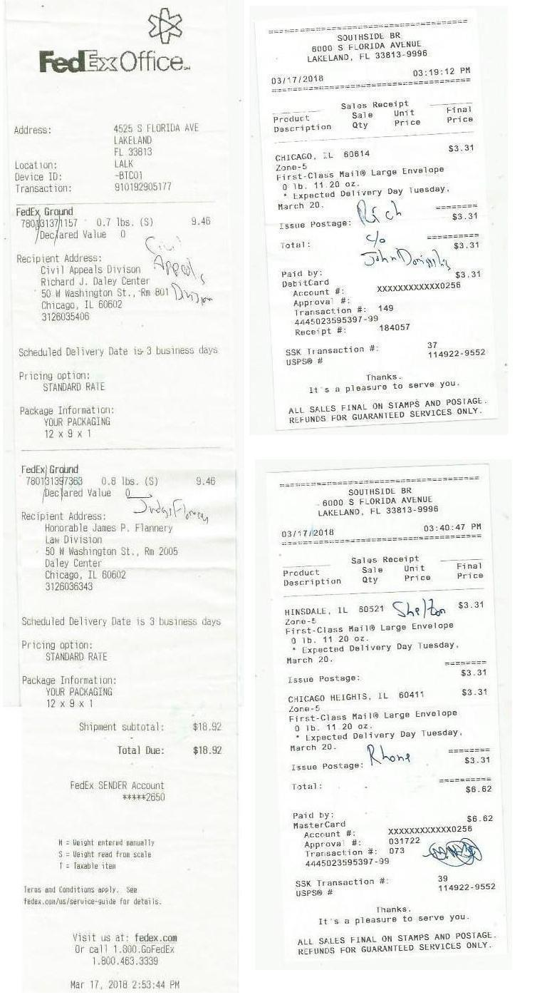 FedEx Office
Address: 4525 S FLORIDA AVE
LAKELAND
FL 33813
Location: LALK
Device ID: -BTC01
Transaction: 910192905177
FedEx Ground
780131371157 0.7 lbs. (S) 9.46
Declared Value 0
Civil
Recipient Address: Appeals
Civil Appeals Divison
Richard J. Daley Center
50 W Washington St., Rm 801 Division
Chicago, IL 60602
3126035406
Scheduled Delivery Date is 3 business days
Pricing option:
STANDARD RATE
Package Information:
YOUR PACKAGING
12 x 9 x 1
FedEx Ground
780131397363 0.8 lbs. (S) 9.46
Declared Value 0
Judge Flannery
Recipient Address:
Honorable James P. Flannery
Law Division
50 W Washington St., Rm 2005
Daley Center
Chicago, IL 60602
3126036343
Scheduled Delivery Date is 3 business days
Pricing option:
STANDARD RATE
Package Information:
YOUR PACKAGING
12 x 9 x 1
Shipment subtotal: $18.92
Total Due: $18.92
FedEx SENDER Account
*****2650
M = Weight entered manually
S = Weight read from scale
T = Taxable item
Terms and Conditions apply. See
fedex.com/us/service-guide for details.
Visit us at: fedex.com
Or call 1.800.GoFedEx
1.800.463.3339
Mar 17, 2018 2:53:44 PM
SOUTHSIDE BR
6000 S FLORIDA AVENUE
LAKELAND, FL 33813-9996
03/17/2018 03:19:12 PM
Sales Receipt
Product Sale Unit Final
Description Qty Price Price
CHICAGO, IL 60614 $3.31
Zone-5
First-Class Mail® Large Envelope
0 lb. 11.20 oz.
* Expected Delivery Day Tuesday,
March 20.
Rich
Issue Postage: $3.31
c/o
Total: $3.31
John
Paid by:
DebitCard $3.31
Account #: XXXXXXXXXXXX0256
Approval #:
Transaction #: 149
4445023595397-99
Receipt #: 184057
SSK Transaction #: 37
USPS® # 114922-9552
Thanks.
It's a pleasure to serve you.
ALL SALES FINAL ON STAMPS AND POSTAGE.
REFUNDS FOR GUARANTEED SERVICES ONLY.
SOUTHSIDE BR
6000 S FLORIDA AVENUE
LAKELAND, FL 33813-9996
03/17/2018 03:40:47 PM
Sales Receipt
Product Sale Unit Final
Description Qty Price Price
HINSDALE, IL 60521 Shelton $3.31
Zone-5
First-Class Mail® Large Envelope
0 lb. 11.20 oz.
* Expected Delivery Day Tuesday,
March 20.
Issue Postage: $3.31
CHICAGO HEIGHTS, IL 60411 $3.31
Zone-5
First-Class Mail® Large Envelope
0 lb. 11.20 oz.
* Expected Delivery Day Tuesday,
March 20.
Rhone
Issue Postage: $3.31
Total: $6.62
Paid by:
MasterCard $6.62
Account #: XXXXXXXXXXXX0256
Approval #: 031722
Transaction #: 073
4445023595397-99
SSK Transaction #: 39
USPS® # 114922-9552
Thanks.
It's a pleasure to serve you.
ALL SALES FINAL ON STAMPS AND POSTAGE.
REFUNDS FOR GUARANTEED SERVICES ONLY.